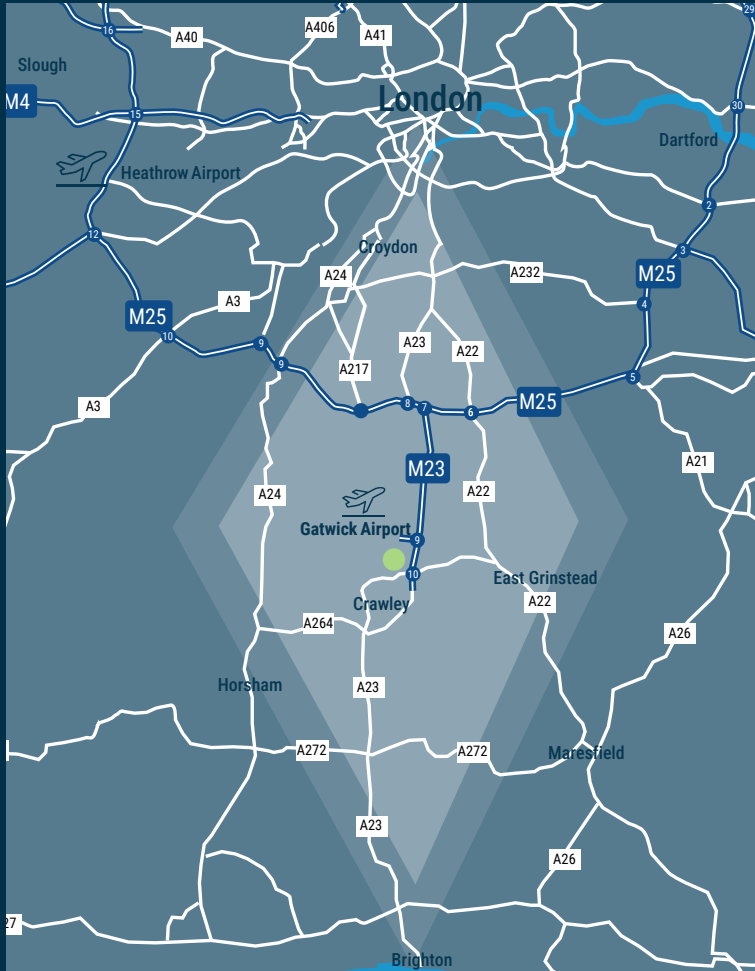 29
16
A40
A406
A41
Slough
M4
London
15
30
Dartford
Heathrow Airport
2
12
Croydon
3
A24
A232
M25
A3
4
M25
10
9
A23
A22
9
A217
5
M25
A3
8
7
6
A21
M23
A24
A22
Gatwick Airport
9
10
East Grinstead
Crawley
A22
A264
A26
Horsham
A23
A272
A272
Maresfield
A23
A26
27
Brighton